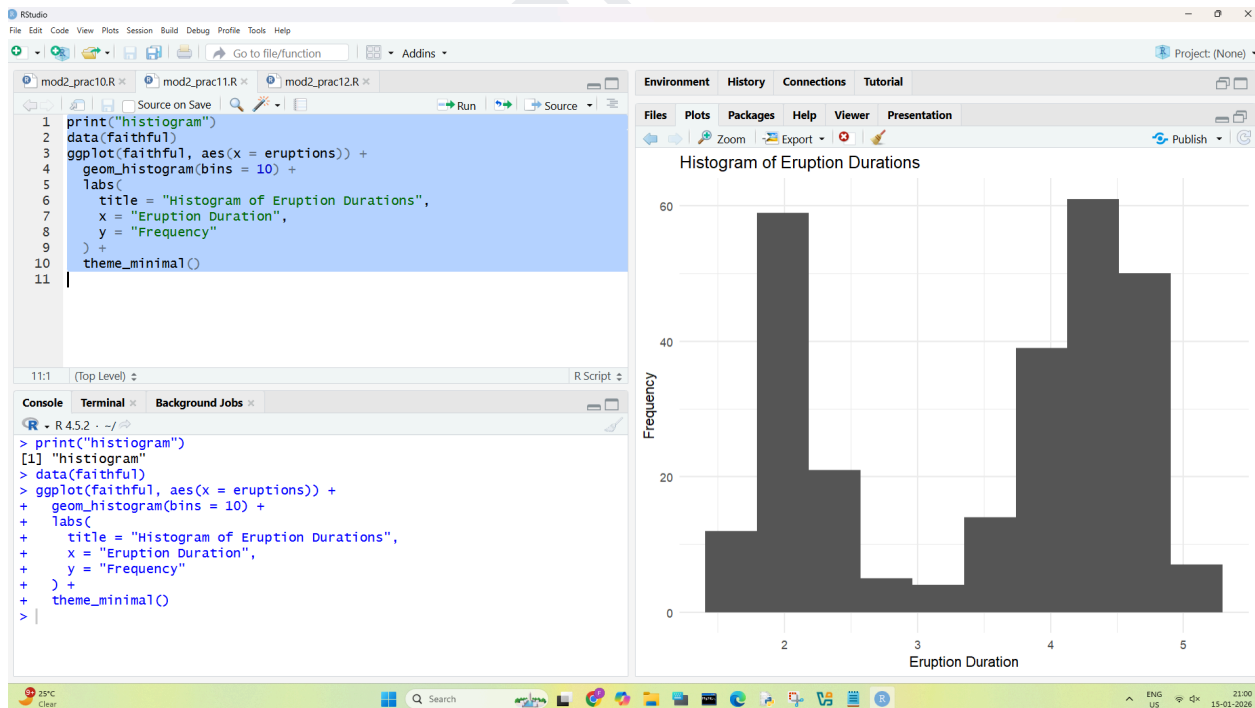 RStudio
File Edit Code View Plots Session Build Debug Profile Tools Help
Go to file/function
Addins
Project: (None)
mod2_prac10.R
mod2_prac11.R
mod2_prac12.R
Source on Save
Run
Source
1 print("histiogram")
2 data(faithful)
3 ggplot(faithful, aes(x = eruptions)) +
4   geom_histogram(bins = 10) +
5   labs(
6     title = "Histogram of Eruption Durations",
7     x = "Eruption Duration",
8     y = "Frequency"
9   ) +
10   theme_minimal()
11
11:1 (Top Level) R Script
Console Terminal Background Jobs
R 4.5.2 · ~/
> print("histiogram")
[1] "histiogram"
> data(faithful)
> ggplot(faithful, aes(x = eruptions)) +
+   geom_histogram(bins = 10) +
+   labs(
+     title = "Histogram of Eruption Durations",
+     x = "Eruption Duration",
+     y = "Frequency"
+   ) +
+   theme_minimal()
>
Environment History Connections Tutorial
Files Plots Packages Help Viewer Presentation
Zoom Export Publish
Histogram of Eruption Durations
60
40
20
0
Frequency
2 3 4 5
Eruption Duration
25°C
Clear
Search
ENG
US
21:00
15-01-2026